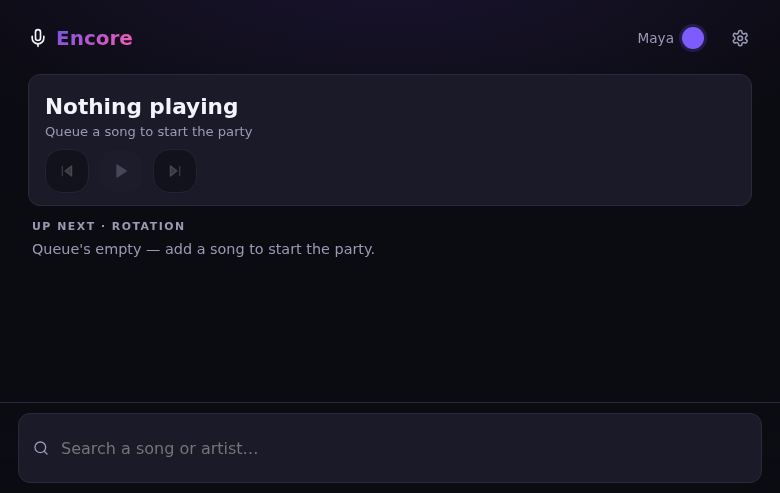 Encore
Maya
Nothing playing
Queue a song to start the party
UP NEXT · ROTATION
Queue's empty — add a song to start the party.
Search a song or artist…